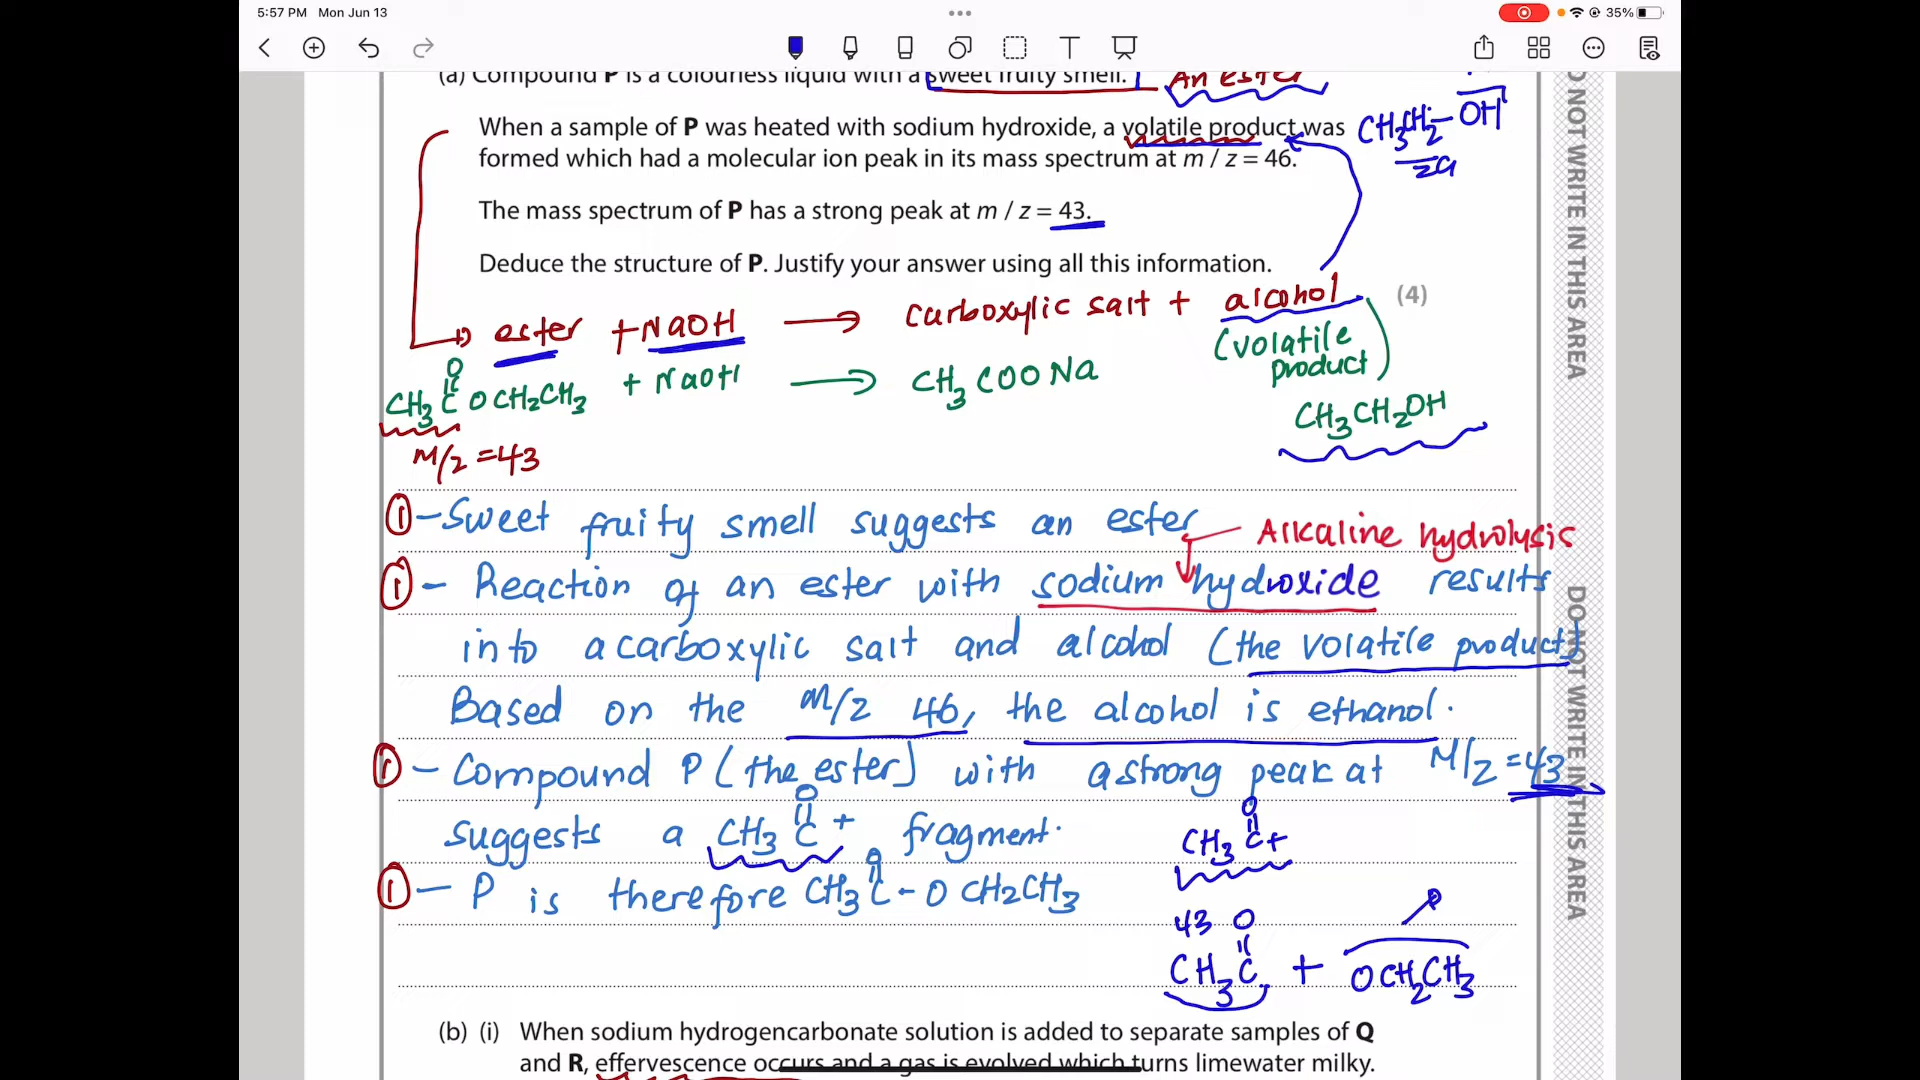 5:57 PM Mon Jun 13
35%
(a) Compound P is a colourless liquid with a sweet fruity smell. An Ester
When a sample of P was heated with sodium hydroxide, a volatile product was
formed which had a molecular ion peak in its mass spectrum at m / z = 46.
CH3CH2-OH
29
The mass spectrum of P has a strong peak at m / z = 43.
Deduce the structure of P. Justify your answer using all this information.
(4)
ester + NaOH → carboxylic salt + alcohol
(volatile product)
O
CH3 C OCH2CH3 + NaOH → CH3COONa
CH3CH2OH
M/z = 43
① - Sweet fruity smell suggests an ester
Alkaline hydrolysis
① - Reaction of an ester with sodium hydroxide results
into a carboxylic salt and alcohol (the volatile product)
Based on the M/z 46, the alcohol is ethanol.
① - Compound P (the ester) with a strong peak at M/z = 43
O
suggests a CH3 C + fragment.
O
CH3 C+
O
① - P is therefore CH3 C - O CH2CH3
43 O
CH3 C + OCH2CH3
(b) (i) When sodium hydrogencarbonate solution is added to separate samples of Q
and R, effervescence occurs and a gas is evolved which turns limewater milky.
DO NOT WRITE IN THIS AREA
DO NOT WRITE IN THIS AREA